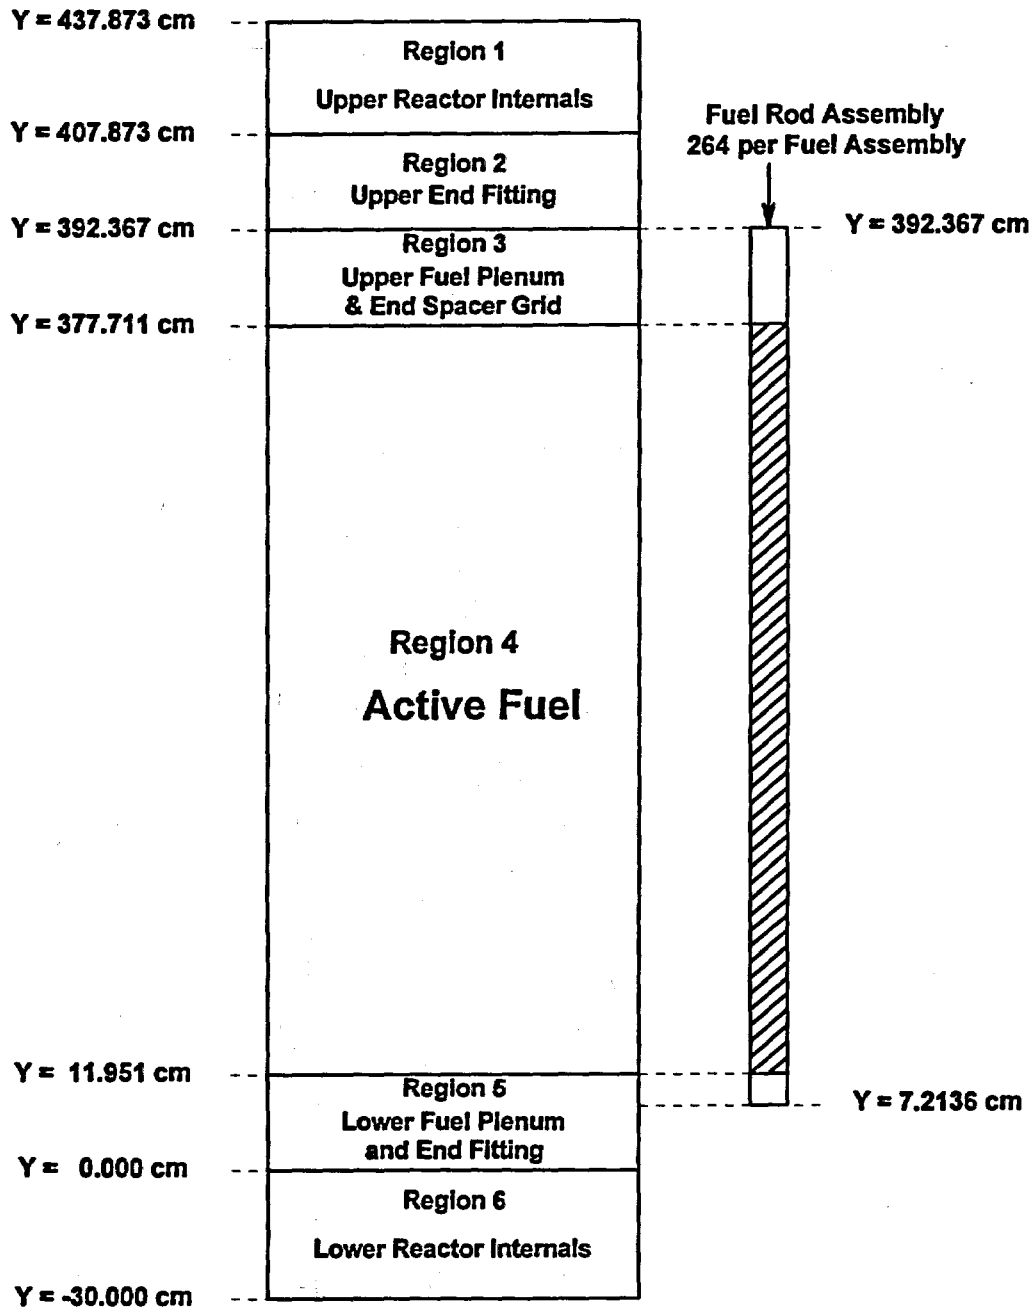 Y = 437.873 cm
Region 1
Upper Reactor Internals
Y = 407.873 cm
Fuel Rod Assembly
264 per Fuel Assembly
Region 2
Upper End Fitting
Y = 392.367 cm
Y = 392.367 cm
Region 3
Upper Fuel Plenum
& End Spacer Grid
Y = 377.711 cm
Region 4
Active Fuel
Y = 11.951 cm
Region 5
Lower Fuel Plenum
and End Fitting
Y = 7.2136 cm
Y = 0.000 cm
Region 6
Lower Reactor Internals
Y = -30.000 cm